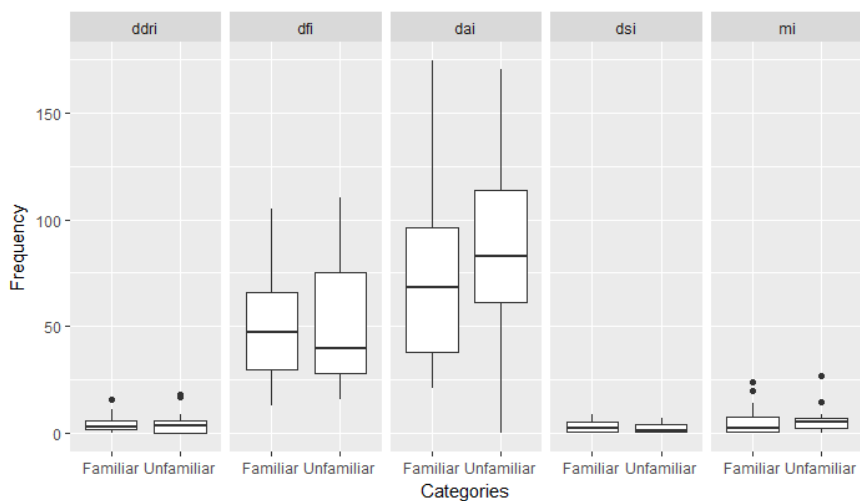 ddri dfi dai dsi mi
150
100
50
0
Frequency
Familiar Unfamiliar Familiar Unfamiliar Familiar Unfamiliar Familiar Unfamiliar Familiar Unfamiliar
Categories